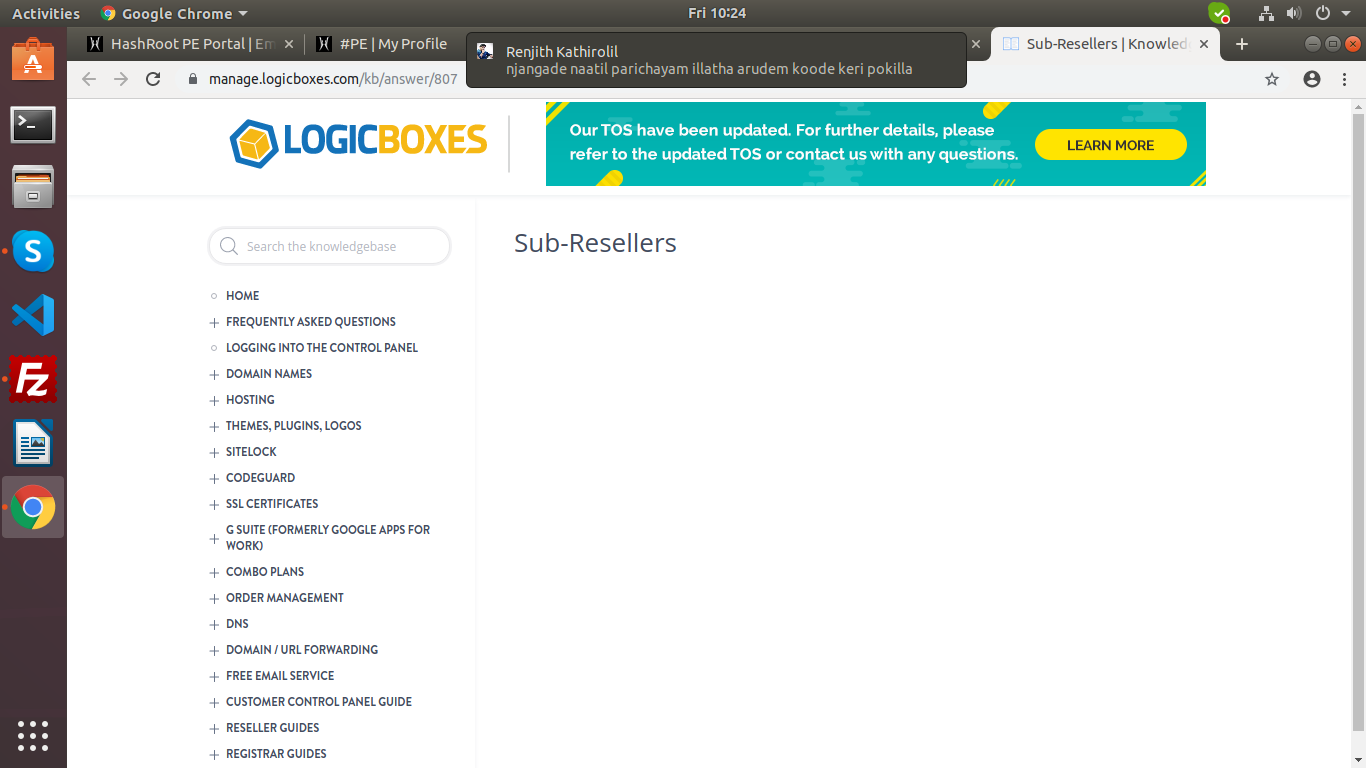 Activities
Google Chrome
Fri 10:24
HashRoot PE Portal | Em
#PE | My Profile
Sub-Resellers | Knowled
Renjith Kathirolil
njangade naatil parichayam illatha arudem koode keri pokilla
manage.logicboxes.com/kb/answer/807
LOGICBOXES
Our TOS have been updated. For further details, please
refer to the updated TOS or contact us with any questions.
LEARN MORE
Search the knowledgebase
Sub-Resellers
HOME
FREQUENTLY ASKED QUESTIONS
LOGGING INTO THE CONTROL PANEL
DOMAIN NAMES
HOSTING
THEMES, PLUGINS, LOGOS
SITELOCK
CODEGUARD
SSL CERTIFICATES
G SUITE (FORMERLY GOOGLE APPS FOR
WORK)
COMBO PLANS
ORDER MANAGEMENT
DNS
DOMAIN / URL FORWARDING
FREE EMAIL SERVICE
CUSTOMER CONTROL PANEL GUIDE
RESELLER GUIDES
REGISTRAR GUIDES